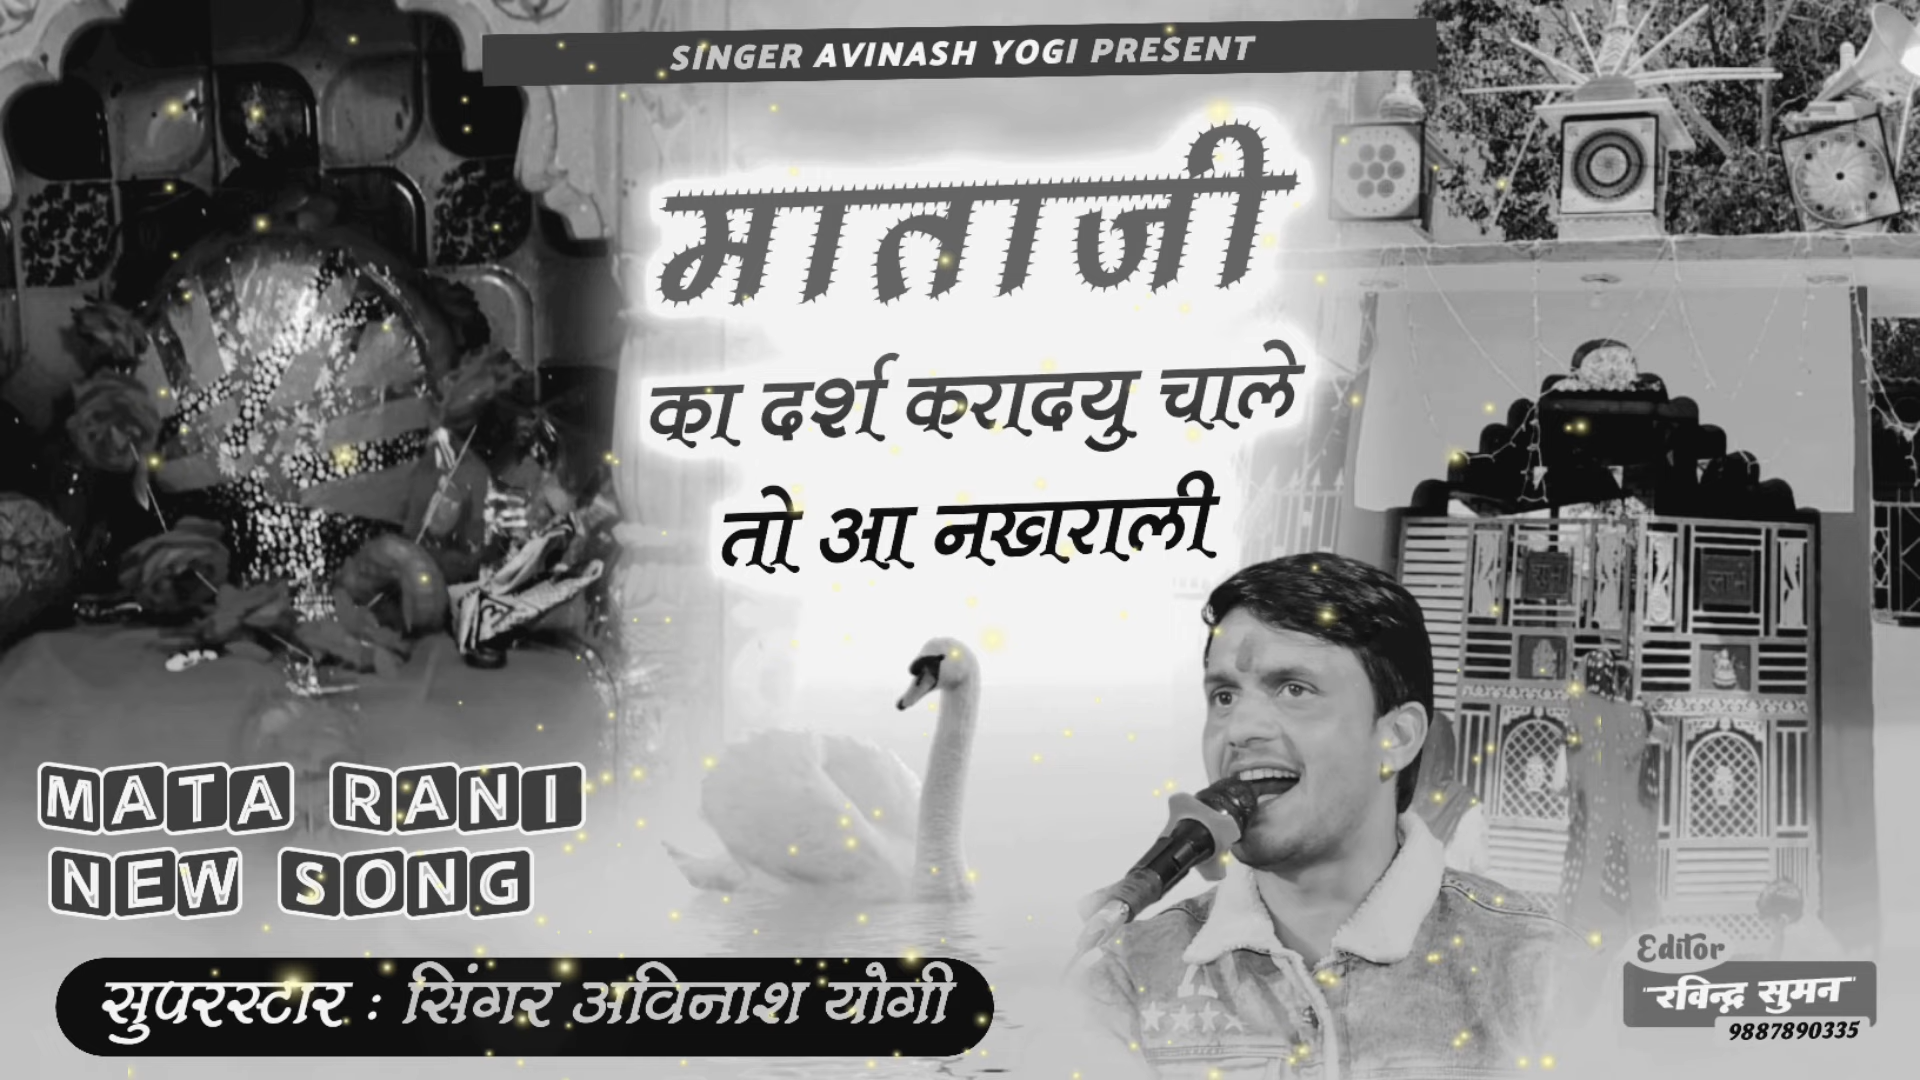 SINGER AVINASH YOGI PRESENT
माताजी
का दर्श करादयु चाले
तो आ नखराली
MATA RANI
NEW SONG
सुपरस्टार : सिंगर अविनाश योगी
Editor
"रविन्द्र सुमन"
9887890335
शुभ
लाभ